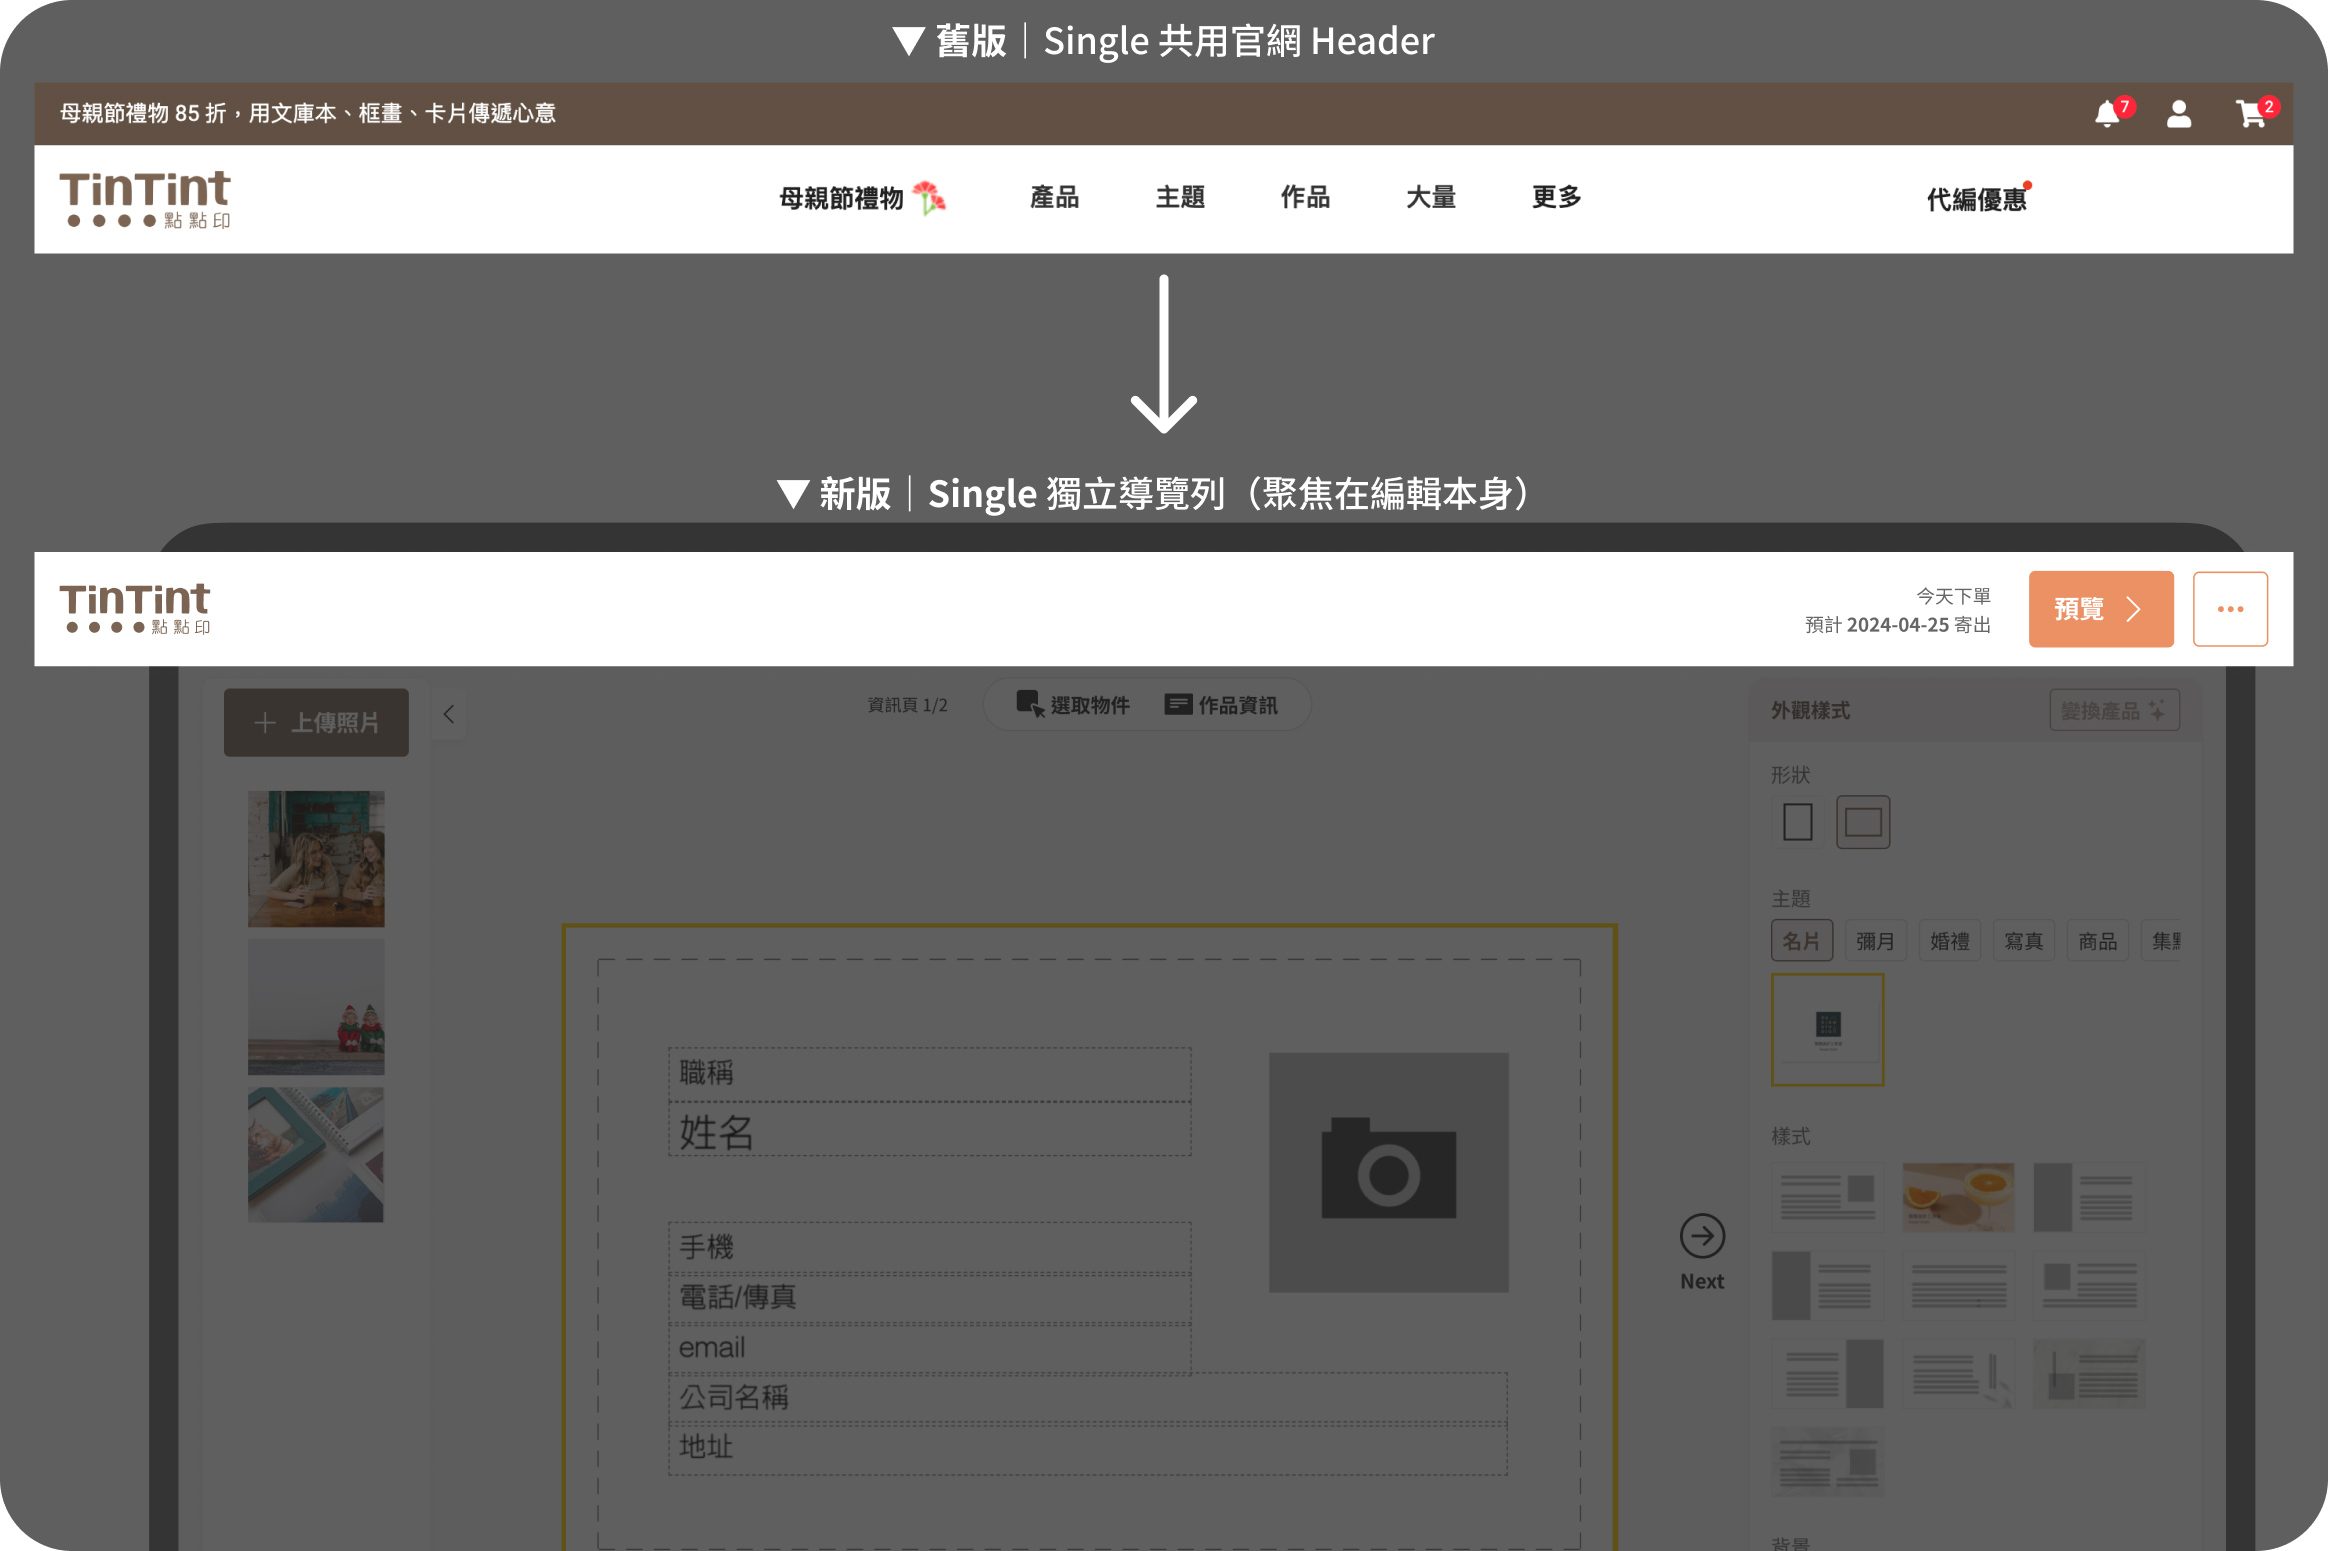 ▼ 舊版｜Single 共用官網 Header
母親節禮物 85 折，用文庫本、框畫、卡片傳遞心意
7
2
TinTint
點點印
母親節禮物
產品
主題
作品
大量
更多
代編優惠
▼ 新版｜Single 獨立導覽列（聚焦在編輯本身）
TinTint
點點印
今天下單
預計 2024-04-25 寄出
預覽
上傳照片
資訊頁 1/2
選取物件
作品資訊
外觀樣式
變換產品
形狀
主題
名片
彌月
婚禮
寫真
商品
集點
職稱
姓名
手機
電話/傳真
email
公司名稱
地址
Next
樣式
背景